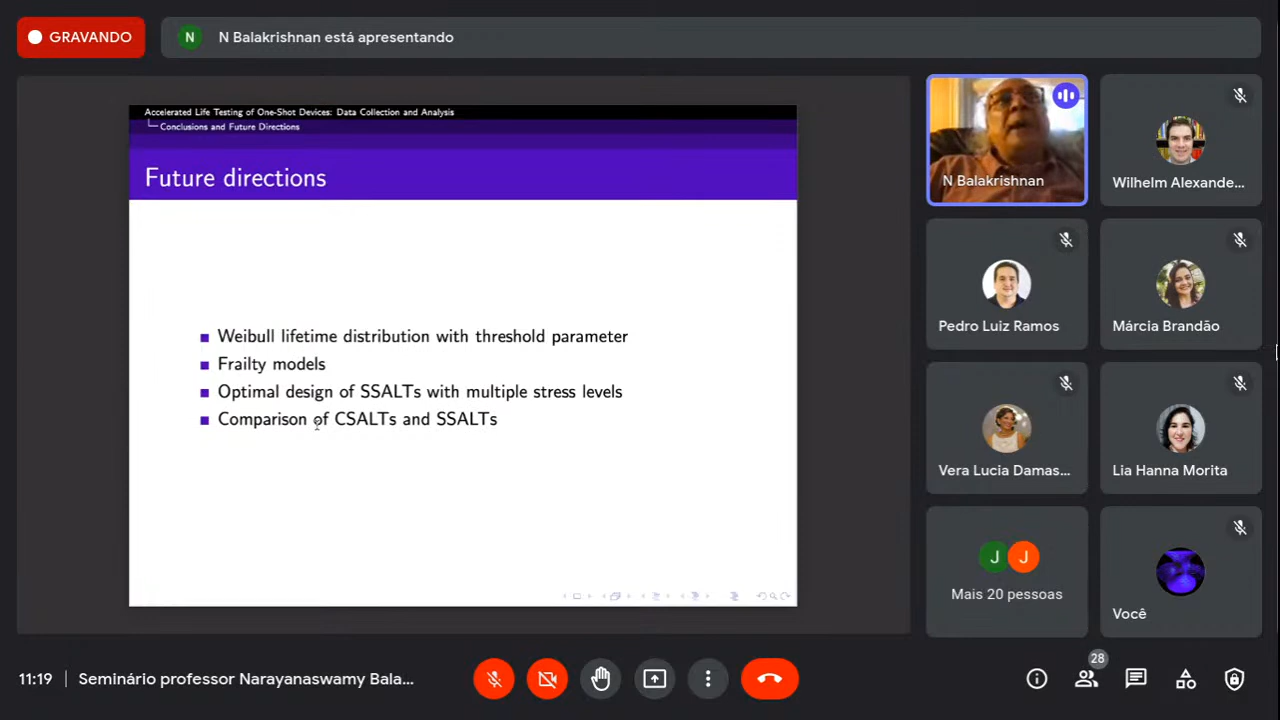 GRAVANDO
N
N Balakrishnan está apresentando
Accelerated Life Testing of One-Shot Devices: Data Collection and Analysis
Conclusions and Future Directions
Future directions
Weibull lifetime distribution with threshold parameter
Frailty models
Optimal design of SSALTs with multiple stress levels
Comparison of CSALTs and SSALTs
N Balakrishnan
Wilhelm Alexande...
Pedro Luiz Ramos
Márcia Brandão
Vera Lucia Damas...
Lia Hanna Morita
J J
Mais 20 pessoas
Você
11:19 | Seminário professor Narayanaswamy Bala...
28